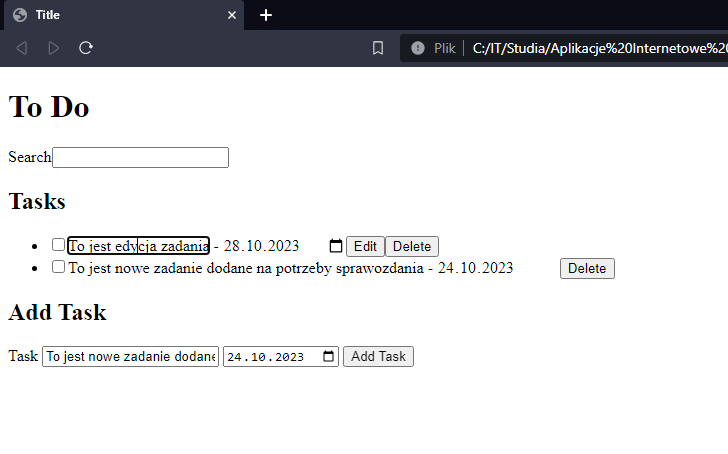 Title
Plik C:/IT/Studia/Aplikacje%20Internetowe%20
To Do
Search
Tasks
To jest edycja zadania - 28.10.2023 Edit Delete
To jest nowe zadanie dodane na potrzeby sprawozdania - 24.10.2023 Delete
Add Task
Task To jest nowe zadanie dodane 24.10.2023 Add Task